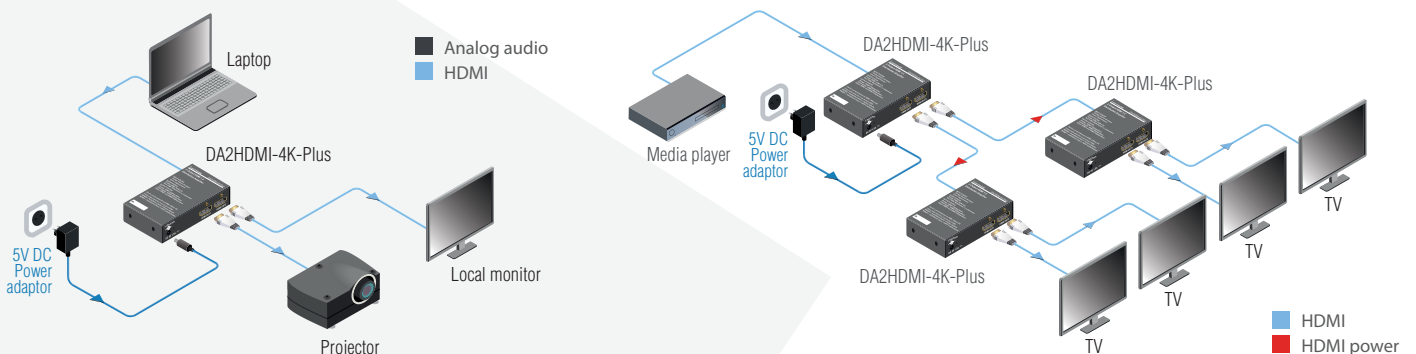 Laptop
Analog audio
HDMI
DA2HDMI-4K-Plus
5V DC
Power
adaptor
Local monitor
Projector
DA2HDMI-4K-Plus
DA2HDMI-4K-Plus
Media player
5V DC
Power
adaptor
DA2HDMI-4K-Plus
TV
TV
TV
TV
HDMI
HDMI power